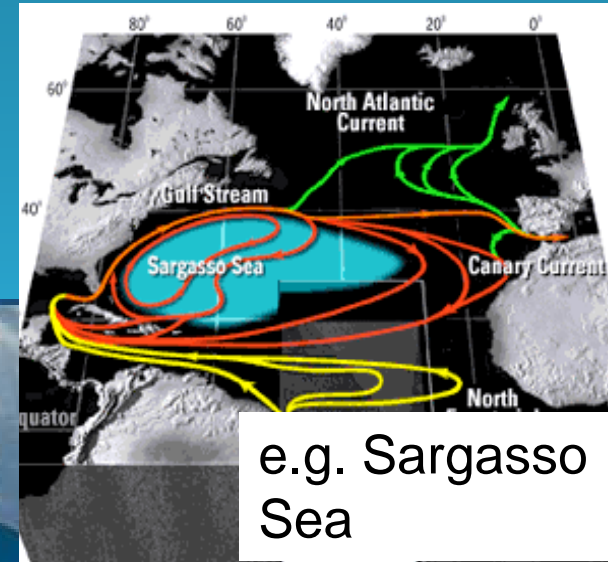 80° 60° 40° 20° 0°
60°
North Atlantic
Current
Gulf Stream
40°
Sargasso Sea
Canary Current
North
quator
e.g. Sargasso
Sea